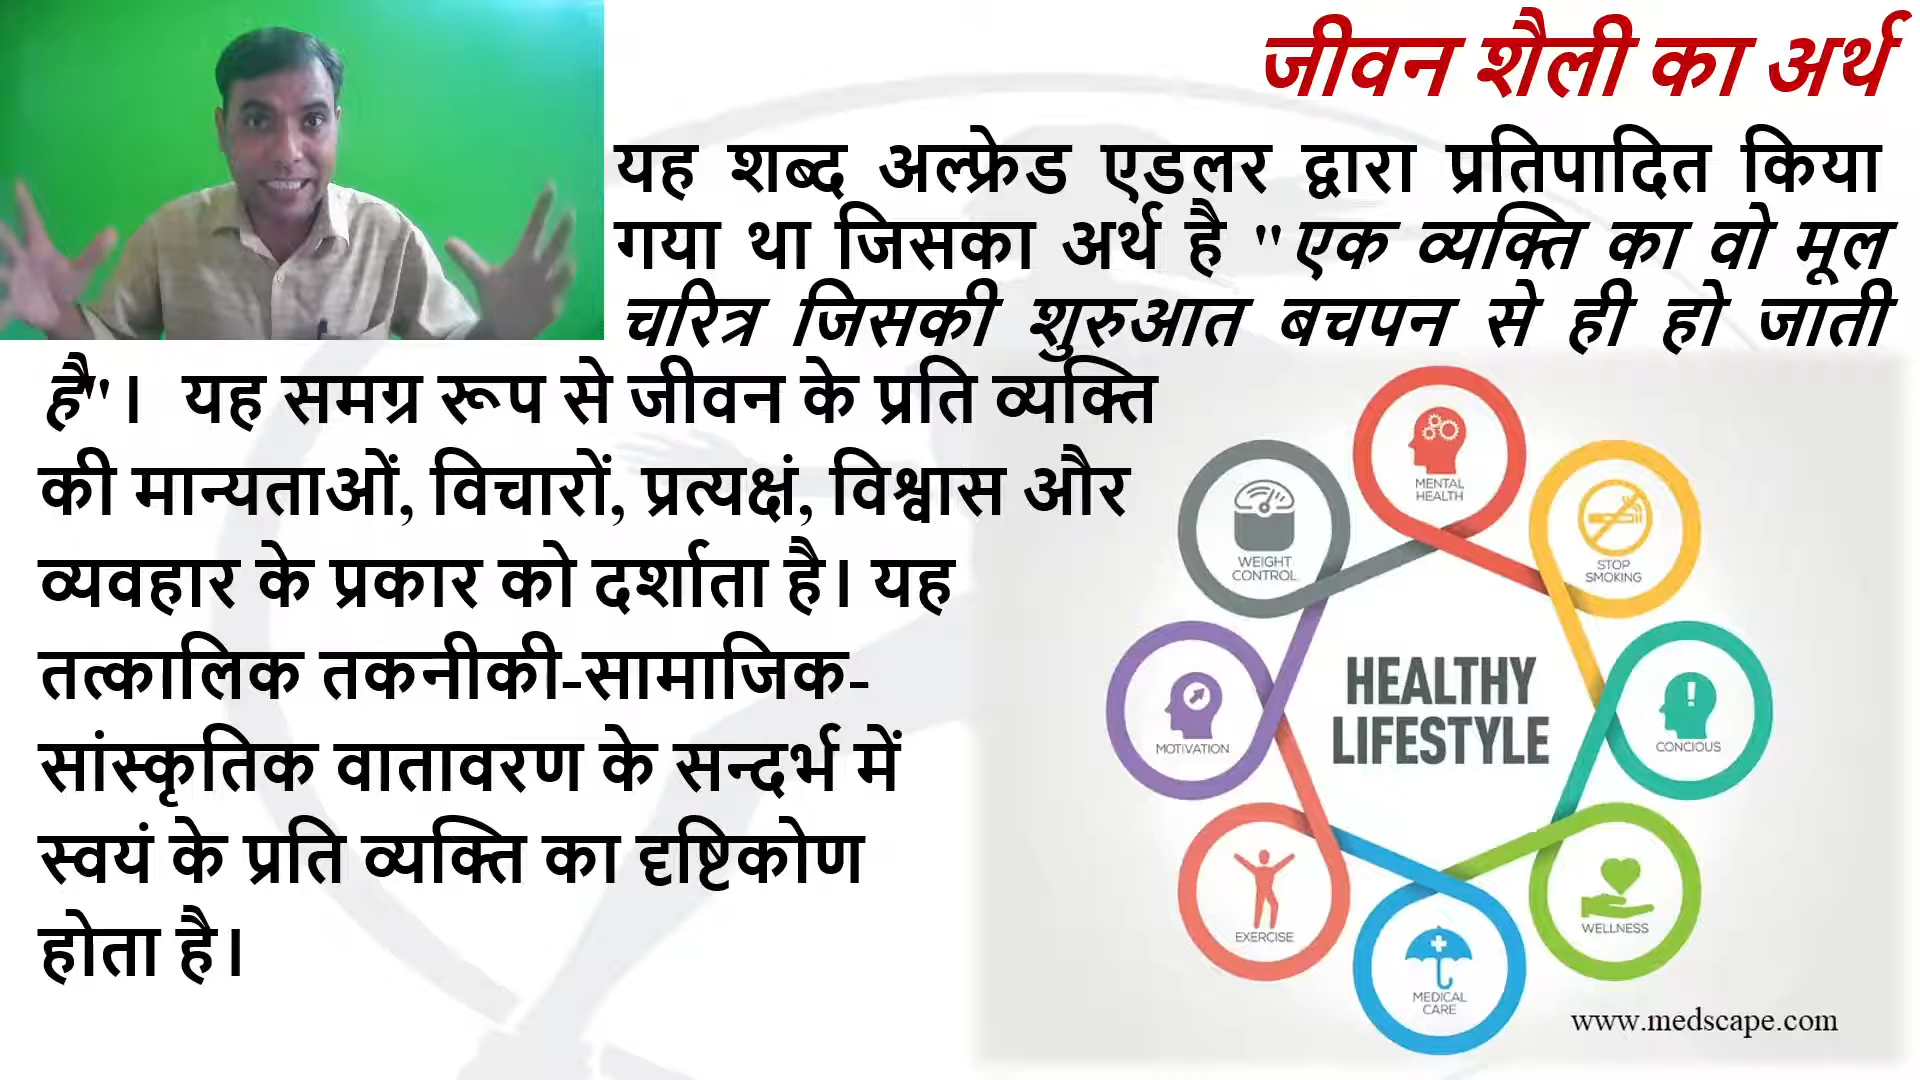 जीवन शैली का अर्थ
यह शब्द अल्फ्रेड एडलर द्वारा प्रतिपादित किया
गया था जिसका अर्थ है "एक व्यक्ति का वो मूल
चरित्र जिसकी शुरुआत बचपन से ही हो जाती
है"। यह समग्र रूप से जीवन के प्रति व्यक्ति
की मान्यताओं, विचारों, प्रत्यक्षं, विश्वास और
व्यवहार के प्रकार को दर्शाता है। यह
तत्कालिक तकनीकी-सामाजिक-
सांस्कृतिक वातावरण के सन्दर्भ में
स्वयं के प्रति व्यक्ति का दृष्टिकोण
होता है।
MENTAL
HEALTH
STOP
SMOKING
CONCIOUS
WELLNESS
MEDICAL
CARE
EXERCISE
MOTIVATION
WEIGHT
CONTROL
HEALTHY
LIFESTYLE
www.medscape.com